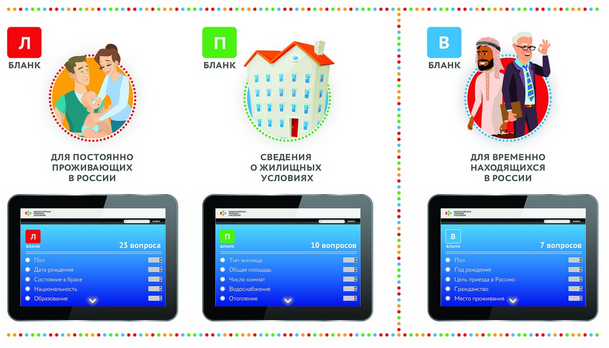 Л
БЛАНК
ДЛЯ ПОСТОЯННО
ПРОЖИВАЮЩИХ
В РОССИИ
Л
БЛАНК
23 вопроса
Пол
Дата рождения
Состояние в браке
Национальность
Образование
П
БЛАНК
СВЕДЕНИЯ
О ЖИЛИЩНЫХ
УСЛОВИЯХ
П
БЛАНК
10 вопросов
Тип жилища
Общая площадь
Число комнат
Водоснабжение
Отопление
В
БЛАНК
ДЛЯ ВРЕМЕННО
НАХОДЯЩИХСЯ
В РОССИИ
В
БЛАНК
7 вопросов
Пол
Год рождения
Цель приезда в Россию
Гражданство
Место проживания